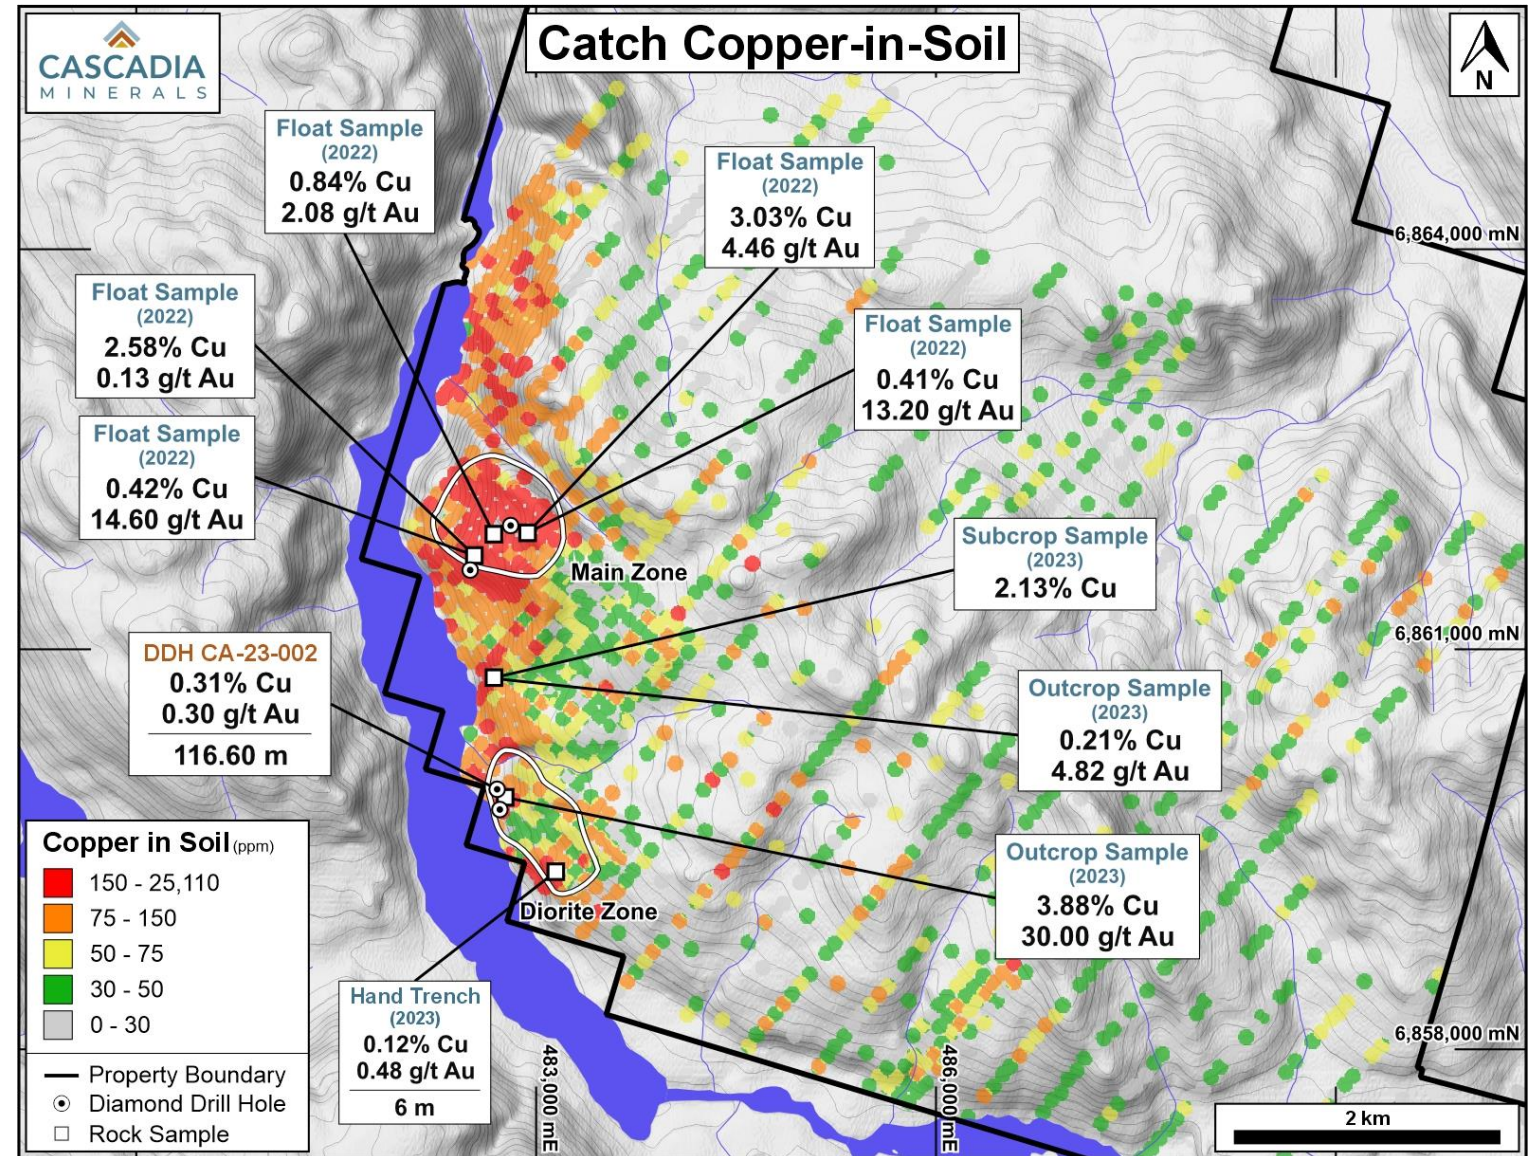 CASCADIA
MINERALS
Catch Copper-in-Soil
N
Float Sample
(2022)
0.84% Cu
2.08 g/t Au
Float Sample
(2022)
3.03% Cu
4.46 g/t Au
6,864,000 mN
Float Sample
(2022)
2.58% Cu
0.13 g/t Au
Float Sample
(2022)
0.41% Cu
13.20 g/t Au
Float Sample
(2022)
0.42% Cu
14.60 g/t Au
Subcrop Sample
(2023)
2.13% Cu
Main Zone
6,861,000 mN
DDH CA-23-002
0.31% Cu
0.30 g/t Au
116.60 m
Outcrop Sample
(2023)
0.21% Cu
4.82 g/t Au
Outcrop Sample
(2023)
3.88% Cu
30.00 g/t Au
Diorite Zone
Hand Trench
(2023)
0.12% Cu
0.48 g/t Au
6 m
Copper in Soil (ppm)
150 - 25,110
75 - 150
50 - 75
30 - 50
0 - 30
Property Boundary
Diamond Drill Hole
Rock Sample
6,858,000 mN
483,000 mE
486,000 mE
2 km